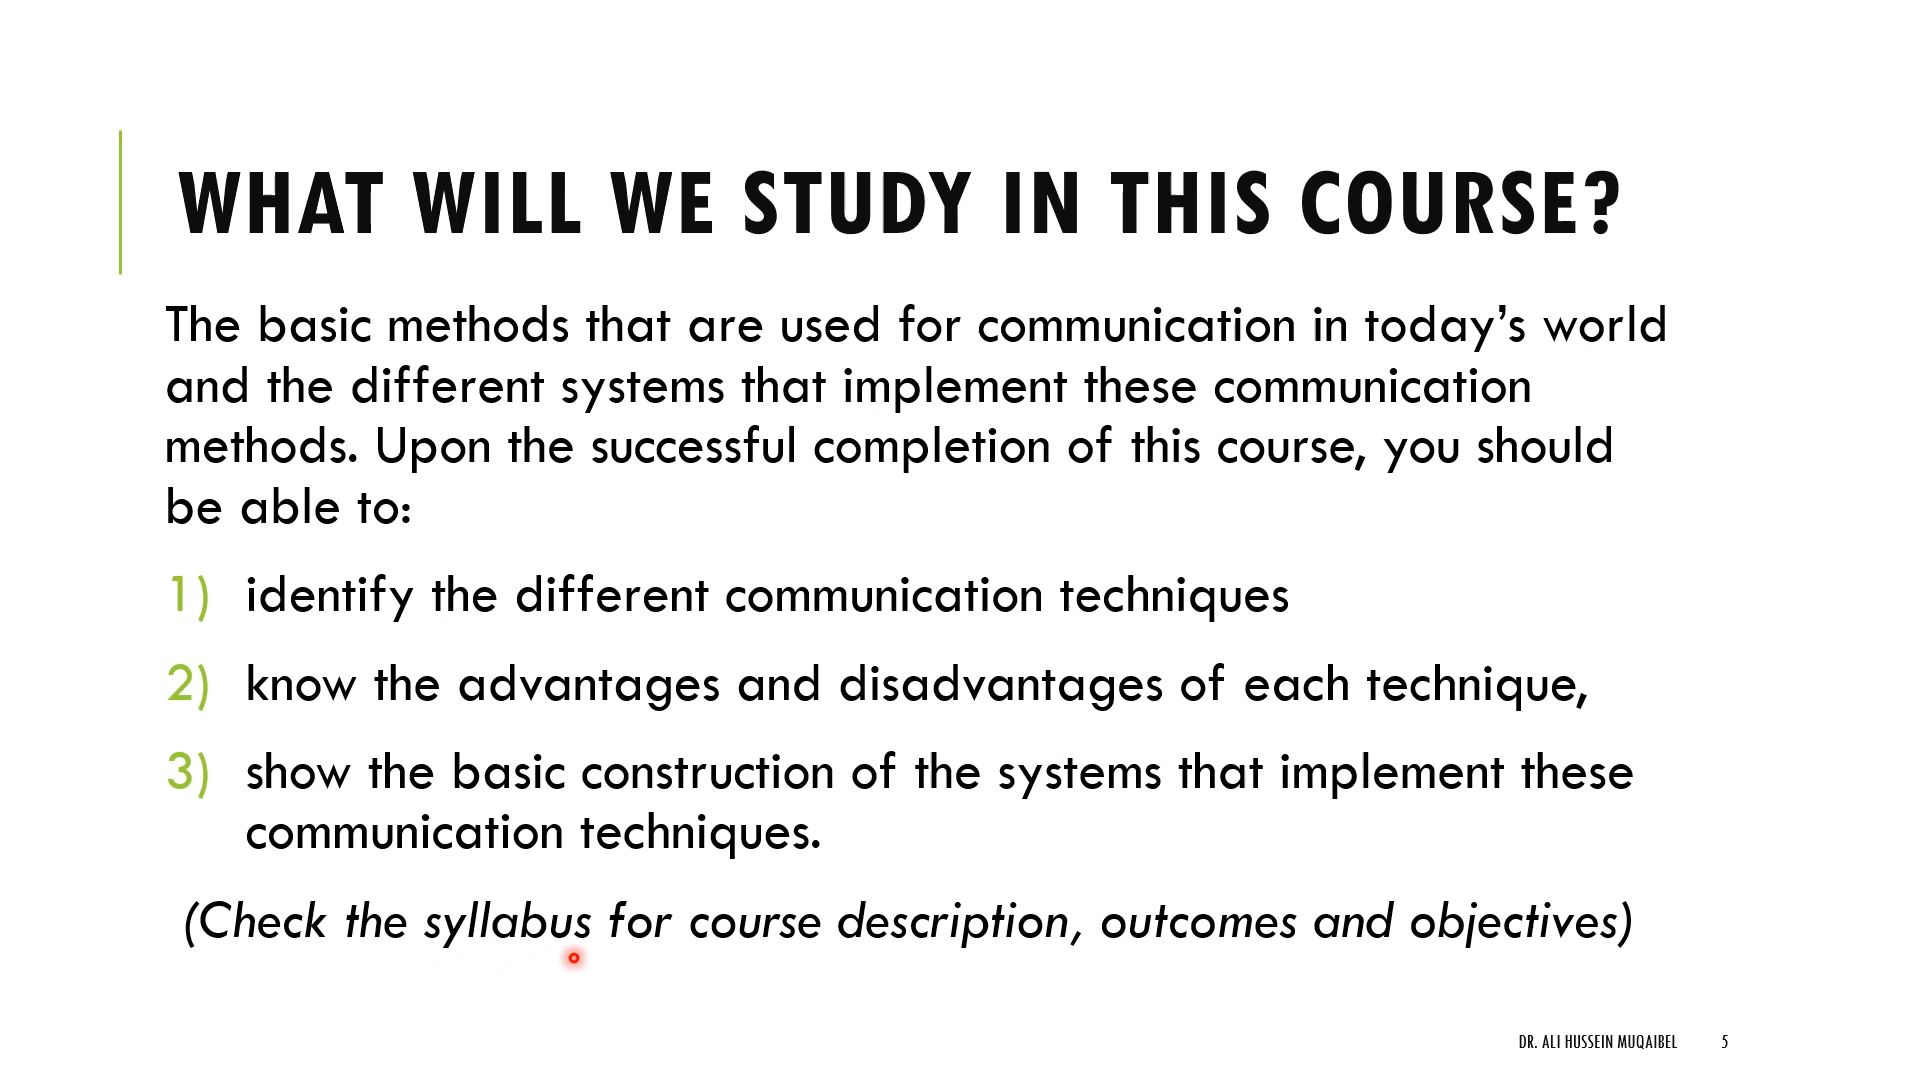 WHAT WILL WE STUDY IN THIS COURSE?
The basic methods that are used for communication in today’s world
and the different systems that implement these communication
methods. Upon the successful completion of this course, you should
be able to:
1) identify the different communication techniques
2) know the advantages and disadvantages of each technique,
3) show the basic construction of the systems that implement these
communication techniques.
(Check the syllabus for course description, outcomes and objectives)
DR. ALI HUSSEIN MUQAIBEL 5